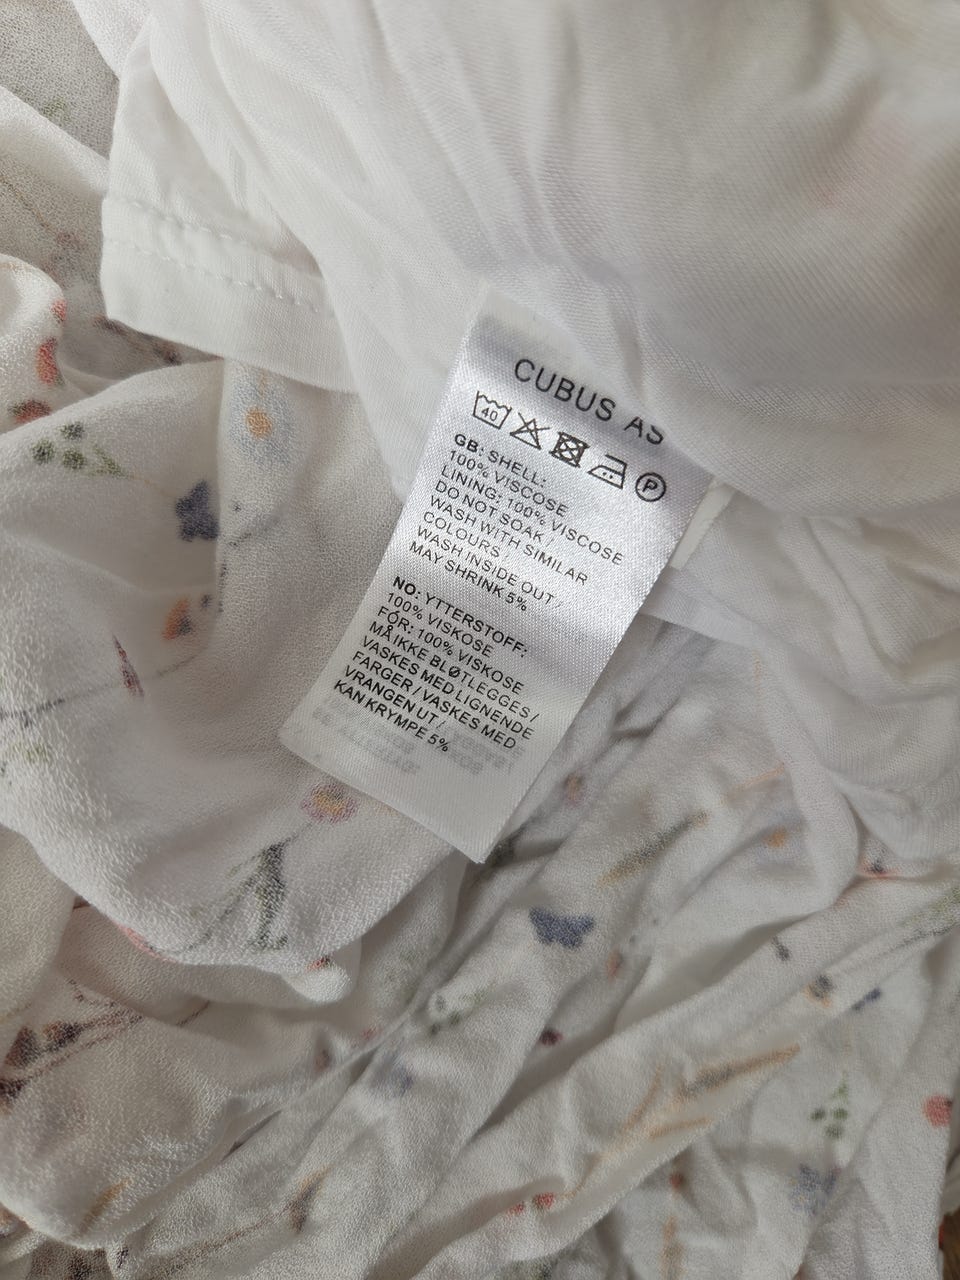 CUBUS AS
40 P
GB: SHELL:
100% VISCOSE
LINING: 100% VISCOSE
DO NOT SOAK /
WASH WITH SIMILAR
COLOURS /
WASH INSIDE OUT /
MAY SHRINK 5%
NO: YTTERSTOFF:
100% VISKOSE
FÔR: 100% VISKOSE
MÅ IKKE BLØTLEGGES /
VASKES MED LIGNENDE
FARGER / VASKES MED
VRANGEN UT /
KAN KRYMPE 5%